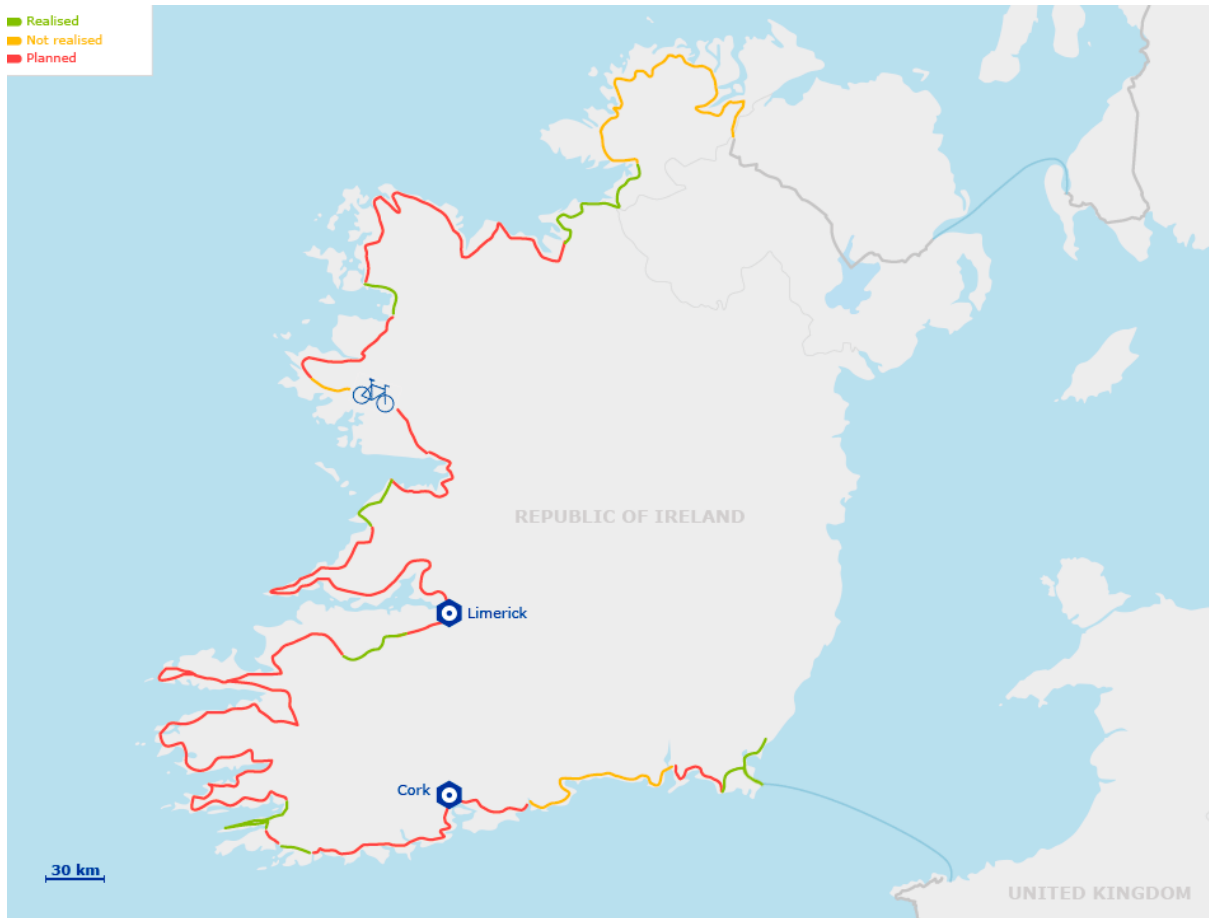 Realised
Not realised
Planned
REPUBLIC OF IRELAND
Limerick
Cork
30 km
UNITED KINGDOM